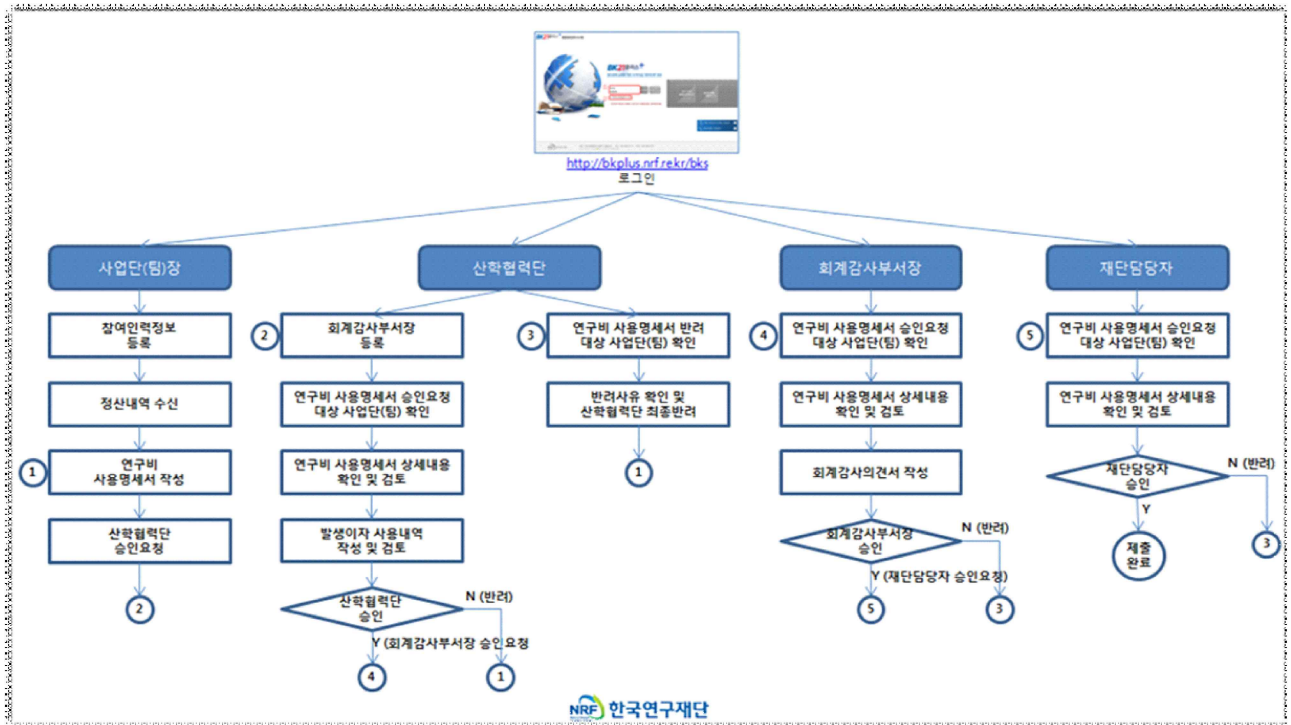 BK21플러스
http://bkplus.nrf.re.kr/bks
로그인
사업단(팀)장
산학협력단
회계감사부서장
재단담당자
참여인력정보
등록
정산내역 수신
1
연구비
사용명세서 작성
산학협력단
승인요청
2
2
회계감사부서장
등록
연구비 사용명세서 승인요청
대상 사업단(팀) 확인
연구비 사용명세서 상세내용
확인 및 검토
발생이자 사용내역
작성 및 검토
산학협력단
승인
N (반려)
Y (회계감사부서장 승인요청
4
1
3
연구비 사용명세서 반려
대상 사업단(팀) 확인
반려사유 확인 및
산학협력단 최종반려
1
4
연구비 사용명세서 승인요청
대상 사업단(팀) 확인
연구비 사용명세서 상세내용
확인 및 검토
회계감사의견서 작성
회계감사부서장
승인
N (반려)
Y (재단담당자 승인요청)
5
3
5
연구비 사용명세서 승인요청
대상 사업단(팀) 확인
연구비 사용명세서 상세내용
확인 및 검토
재단담당자
승인
N (반려)
Y
제출
완료
3
NRF 한국연구재단